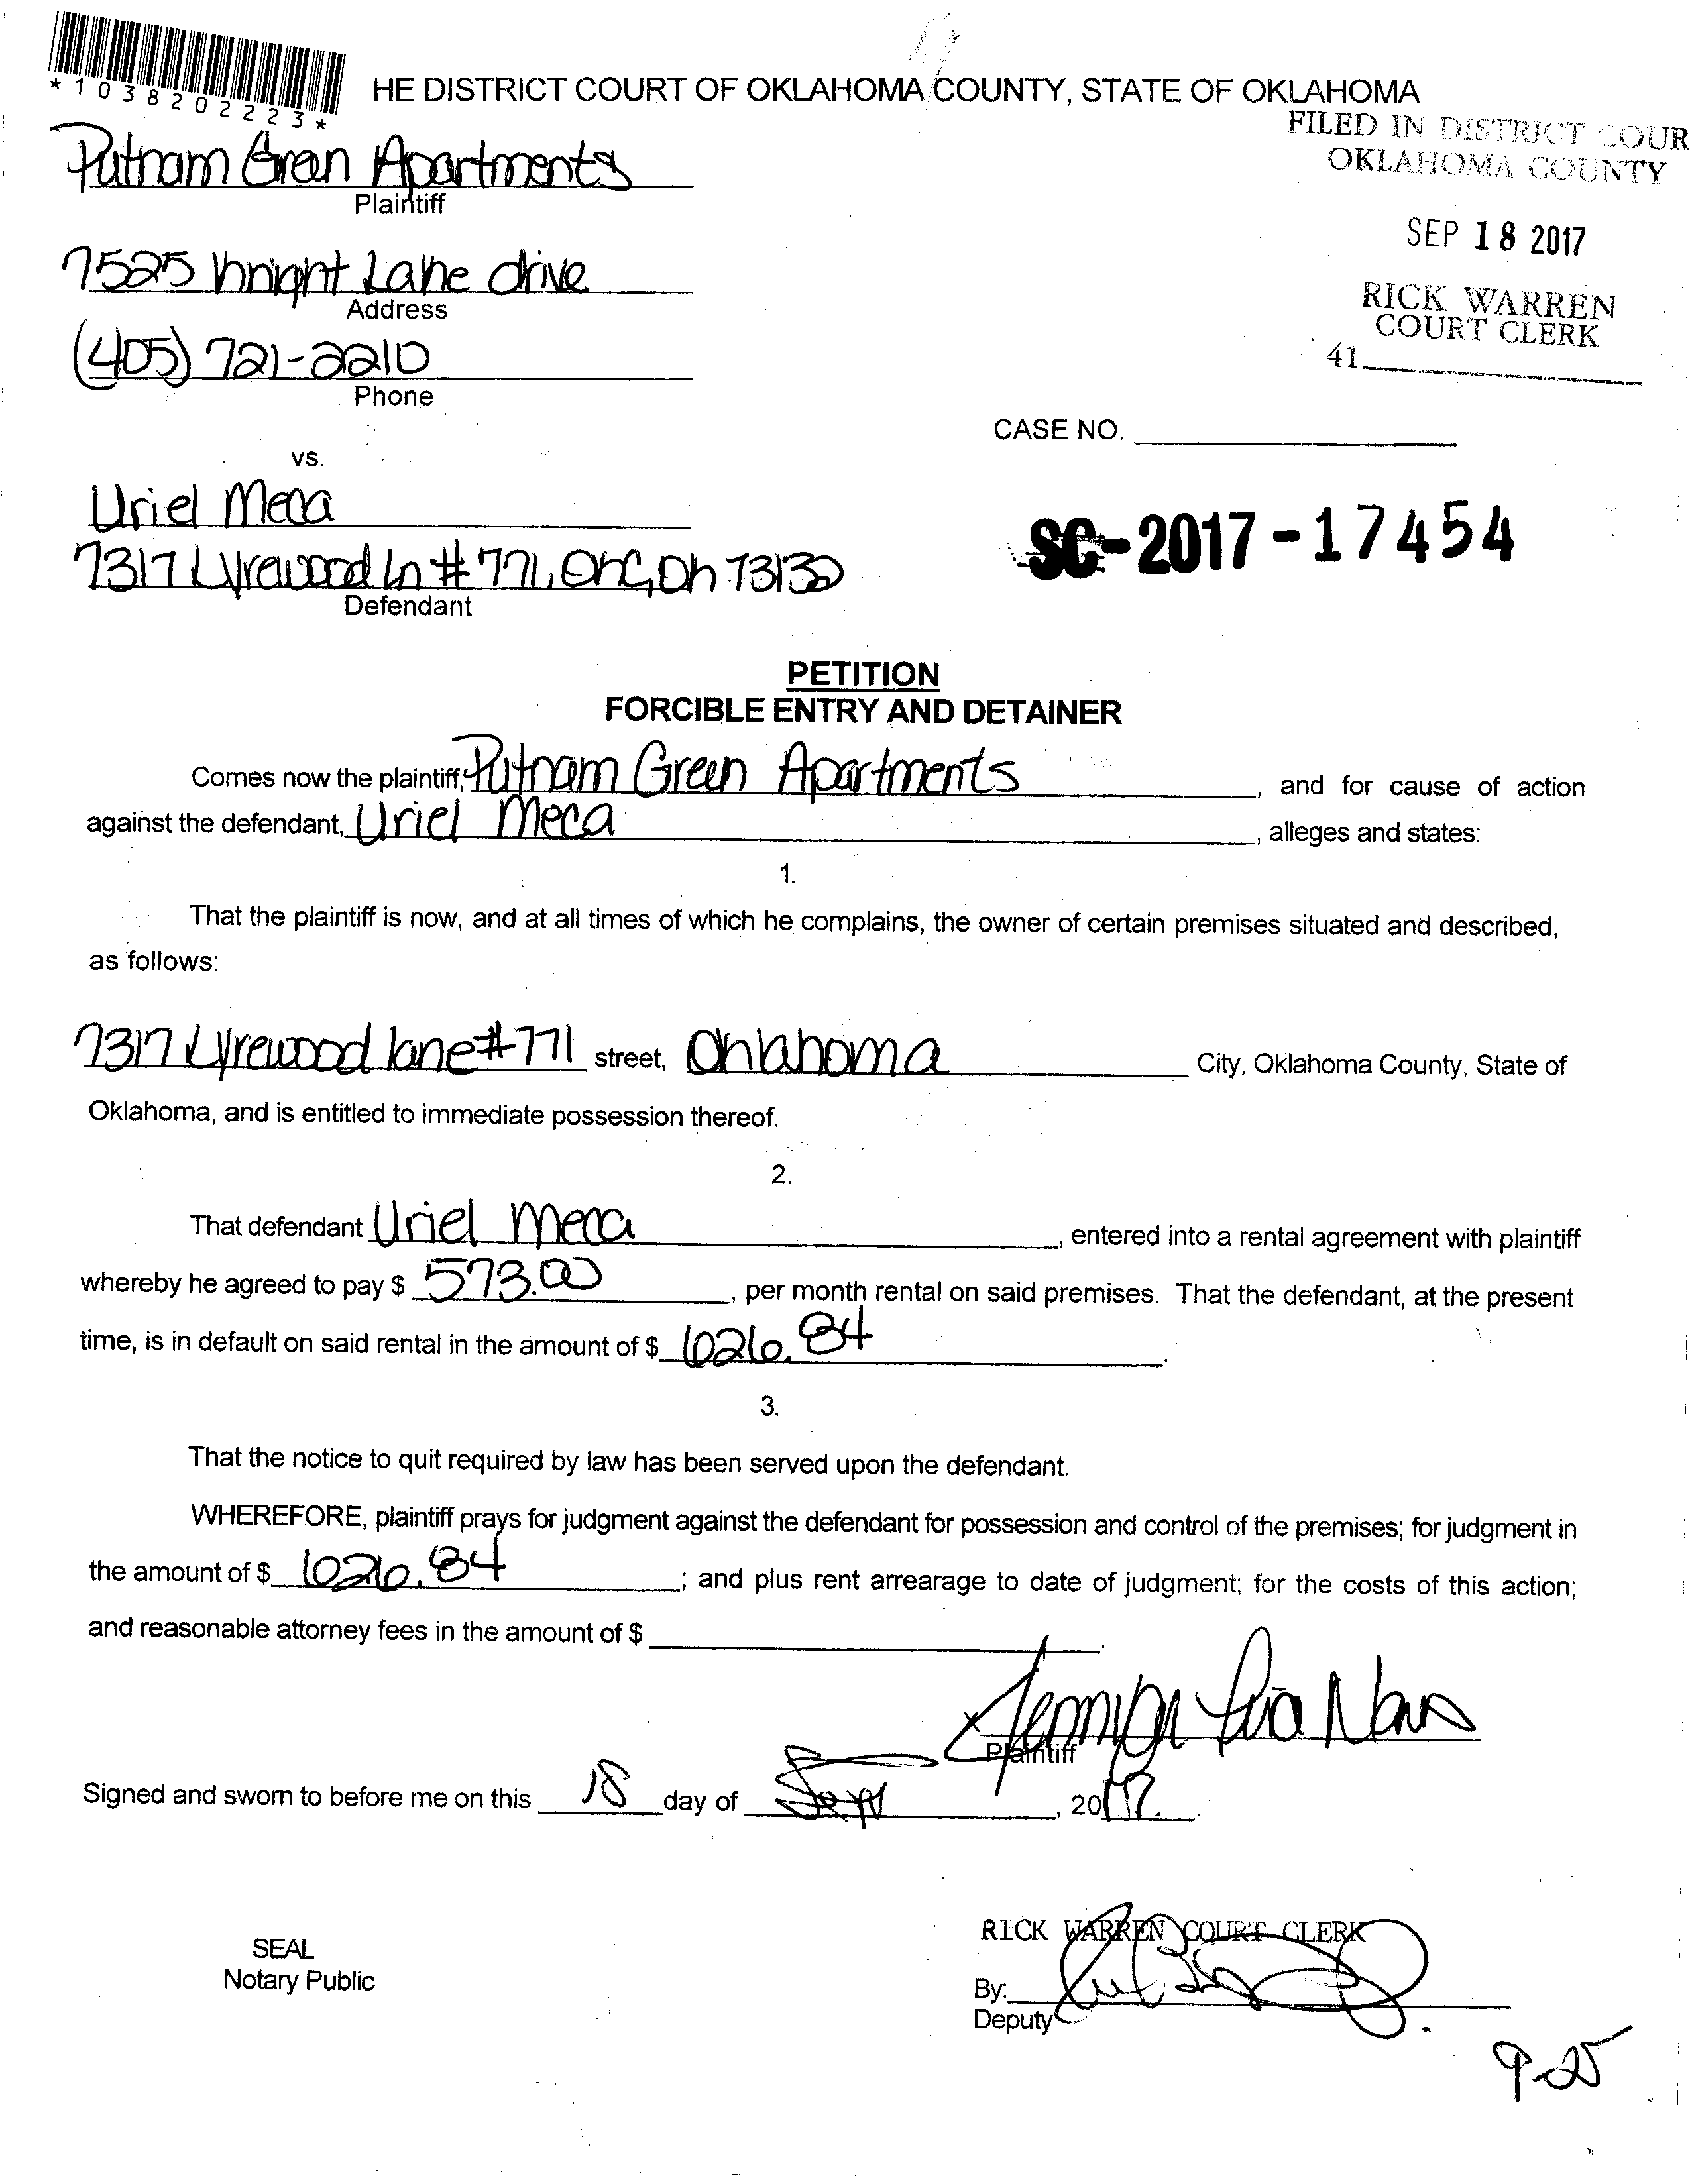 *1038202223*
HE DISTRICT COURT OF OKLAHOMA COUNTY, STATE OF OKLAHOMA
FILED IN DISTRICT COUR
OKLAHOMA COUNTY
SEP 18 2017
RICK WARREN
COURT CLERK
41
Putnam Green Apartments
Plaintiff
7525 Knight Lake drive
Address
(405) 721-2210
Phone
CASE NO.
vs.
Uriel Meca
SC-2017-17454
7317 Lyrewood Ln #771, OKC, Ok 73132
Defendant
PETITION
FORCIBLE ENTRY AND DETAINER
Comes now the plaintiff, Putnam Green Apartments, and for cause of action
against the defendant, Uriel Meca, alleges and states:
1.
That the plaintiff is now, and at all times of which he complains, the owner of certain premises situated and described,
as follows:
7317 Lyrewood lane #771 street, Oklahoma City, Oklahoma County, State of
Oklahoma, and is entitled to immediate possession thereof.
2.
That defendant Uriel Meca, entered into a rental agreement with plaintiff
whereby he agreed to pay $ 573.00, per month rental on said premises. That the defendant, at the present
time, is in default on said rental in the amount of $ 626.84.
3.
That the notice to quit required by law has been served upon the defendant.
WHEREFORE, plaintiff prays for judgment against the defendant for possession and control of the premises; for judgment in
the amount of $ 626.84; and plus rent arrearage to date of judgment; for the costs of this action;
and reasonable attorney fees in the amount of $.
x
Plaintiff
Signed and sworn to before me on this 18 day of Sept, 2017.
RICK WARREN COURT CLERK
SEAL
Notary Public
By:
Deputy
9-25